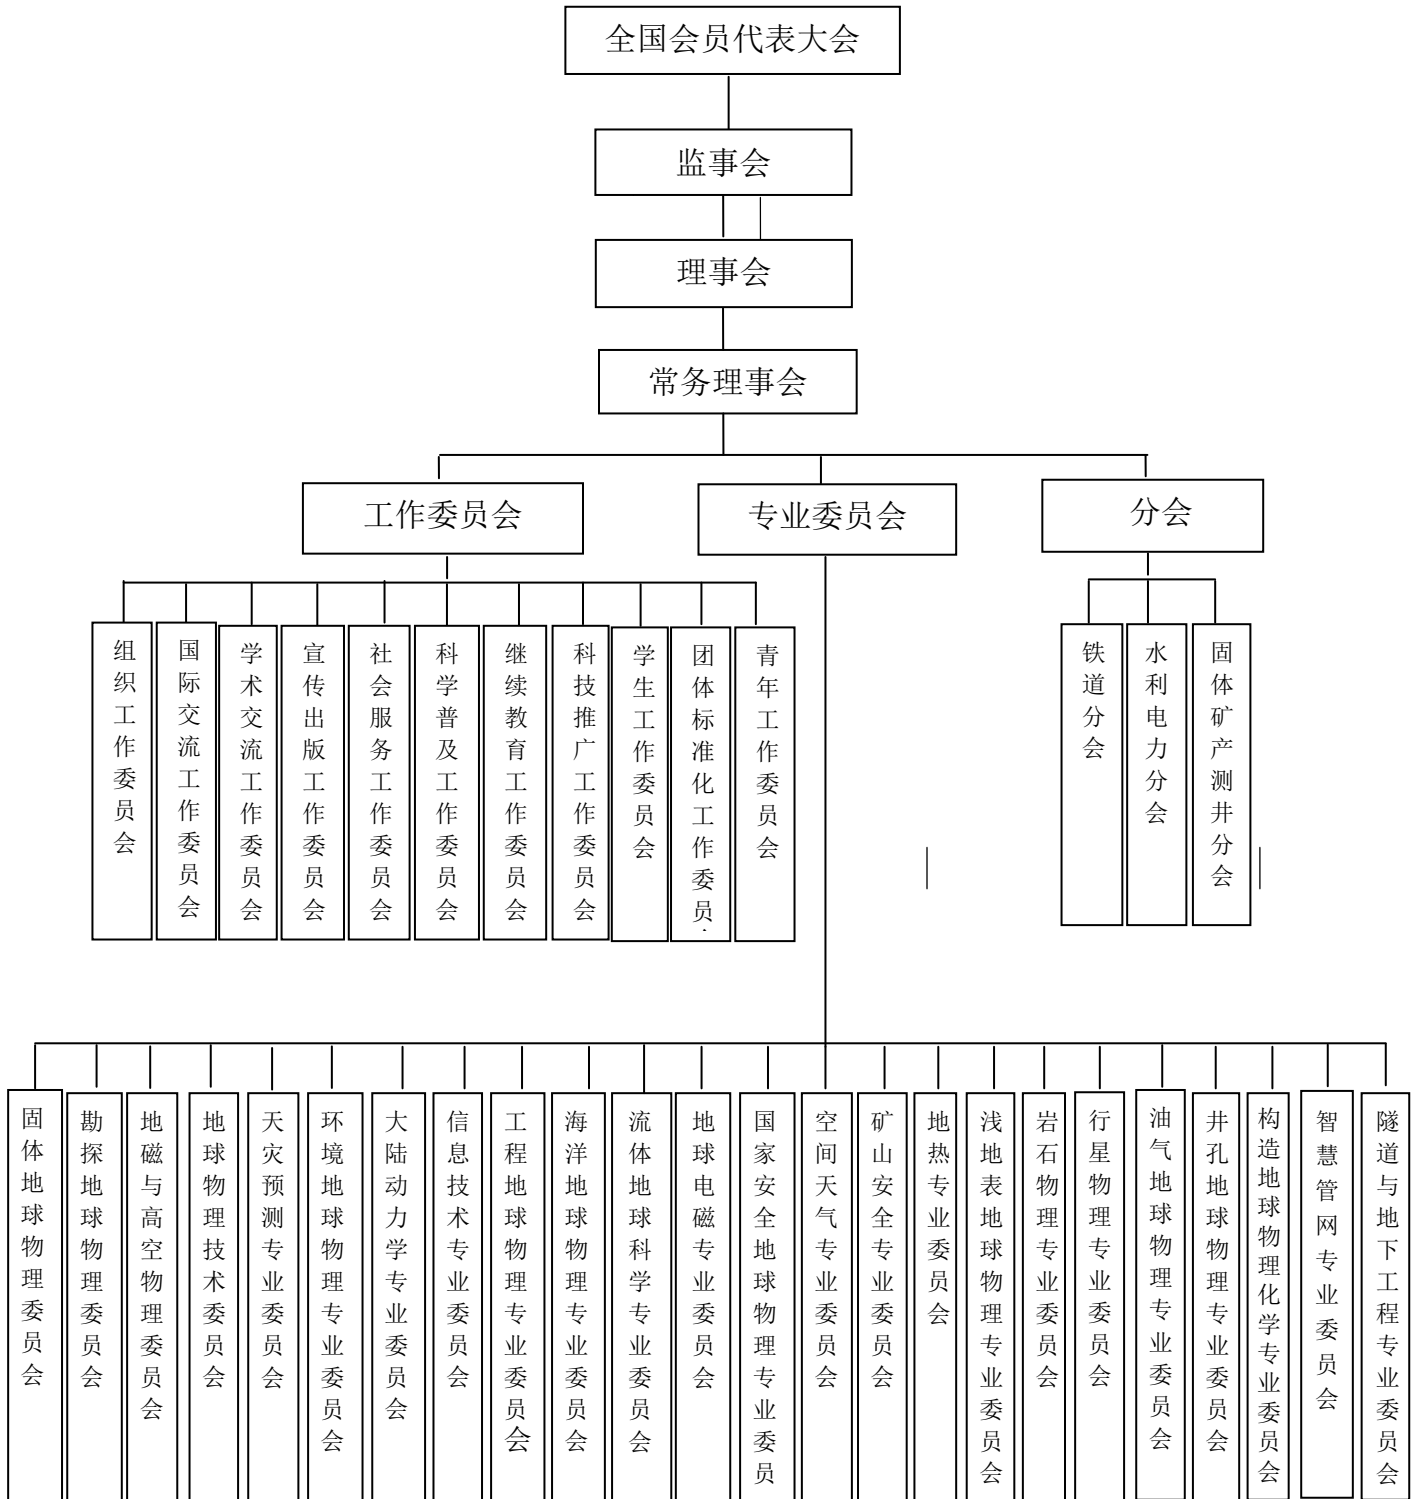 全国会员代表大会
监事会
理事会
常务理事会
工作委员会
专业委员会
分会
组织工作委员会
国际交流工作委员会
学术交流工作委员会
宣传出版工作委员会
社会服务工作委员会
科学普及工作委员会
继续教育工作委员会
科技推广工作委员会
学生工作委员会
团体标准化工作委员
青年工作委员会
铁道分会
水利电力分会
固体矿产测井分会
固体地球物理委员会
勘探地球物理委员会
地磁与高空物理委员会
地球物理技术委员会
天灾预测专业委员会
环境地球物理专业委员会
大陆动力学专业委员会
信息技术专业委员会
工程地球物理专业委员会
海洋地球物理专业委员会
流体地球科学专业委员会
地球电磁专业委员会
国家安全地球物理专业委员
空间天气专业委员会
矿山安全专业委员会
地热专业委员会
浅地表地球物理专业委员会
岩石物理专业委员会
行星物理专业委员会
油气地球物理专业委员会
井孔地球物理专业委员会
构造地球物理化学专业委员会
智慧管网专业委员会
隧道与地下工程专业委员会